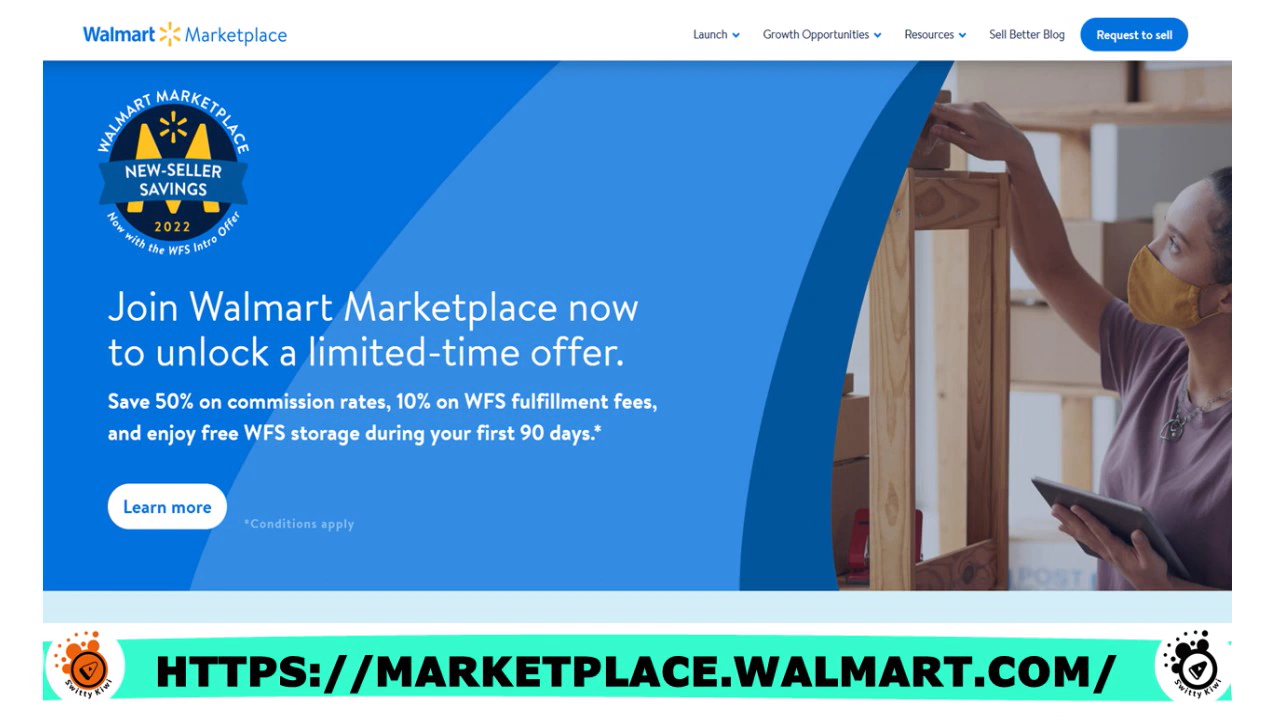 Walmart Marketplace
Launch
Growth Opportunities
Resources
Sell Better Blog
Request to sell
WALMART MARKETPLACE
NEW-SELLER
SAVINGS
2022
Now with the WFS Intro Offer
Join Walmart Marketplace now
to unlock a limited-time offer.
Save 50% on commission rates, 10% on WFS fulfillment fees,
and enjoy free WFS storage during your first 90 days.*
Learn more
*Conditions apply
POST
Switty Kiwi
HTTPS://MARKETPLACE.WALMART.COM/
Switty Kiwi